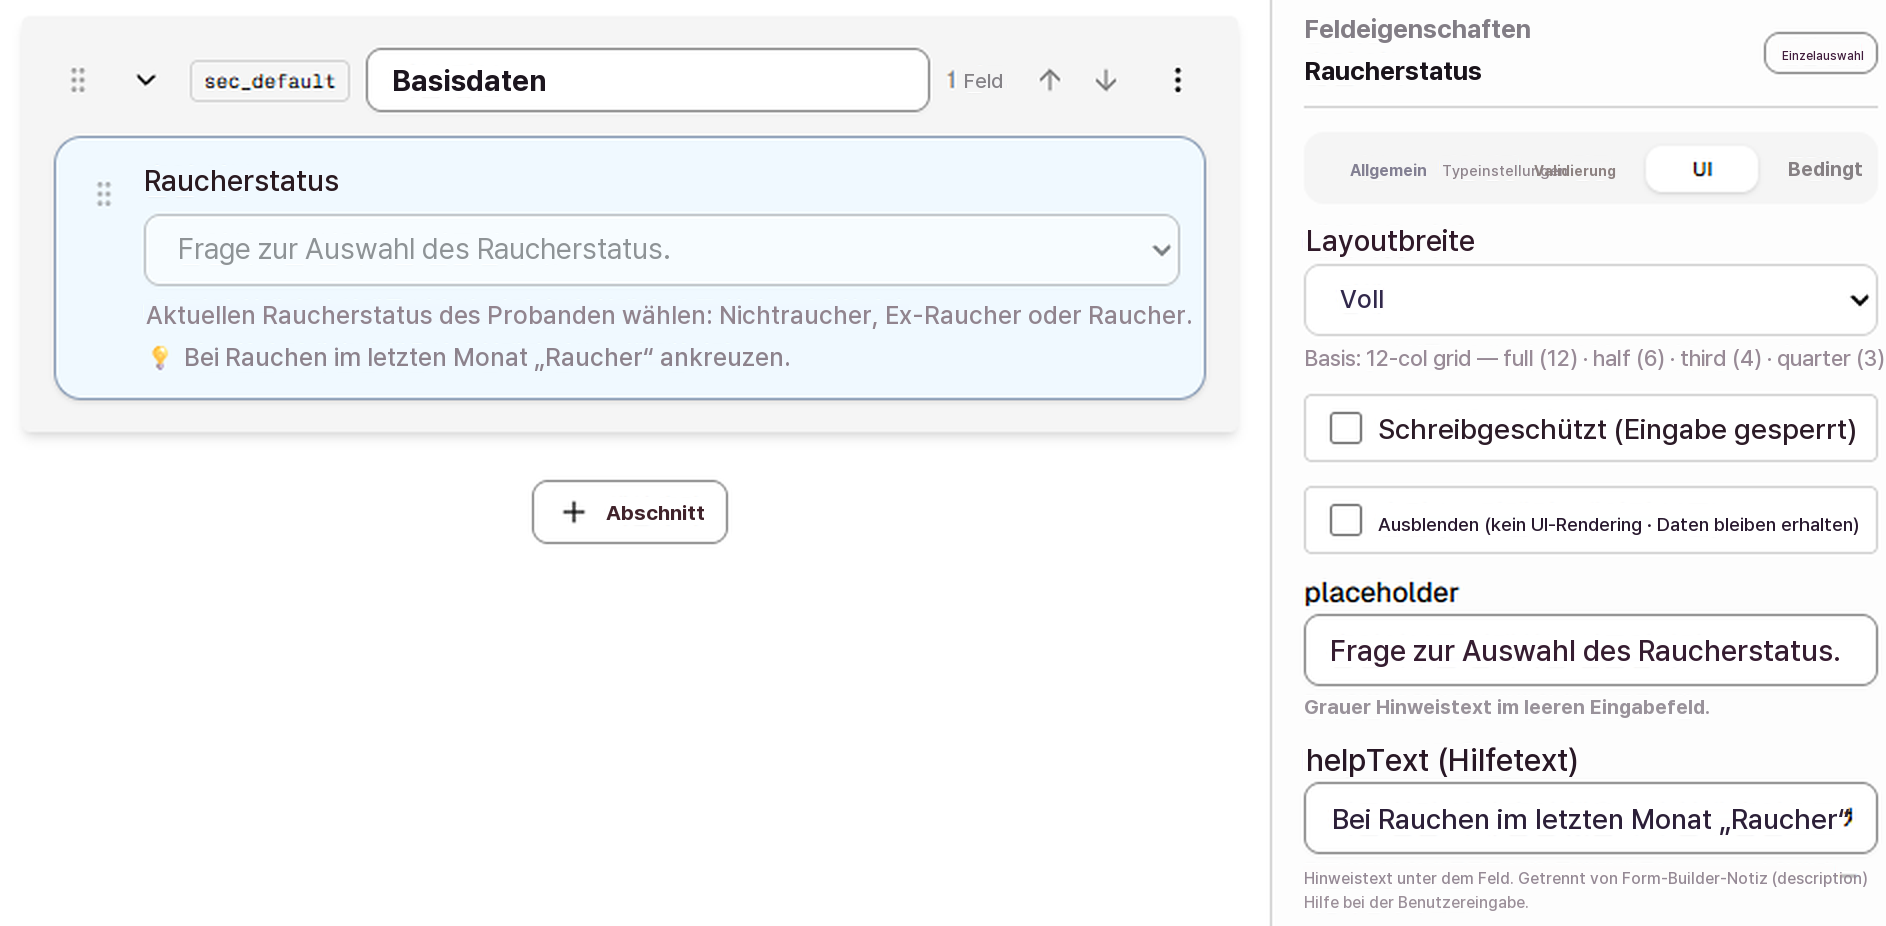 sec_default
Basisdaten
1 Feld
Raucherstatus
Frage zur Auswahl des Raucherstatus.
Aktuellen Raucherstatus des Probanden wählen: Nichtraucher, Ex-Raucher oder Raucher.
Bei Rauchen im letzten Monat „Raucher“ ankreuzen.
Abschnitt
Feldeigenschaften
Raucherstatus
Einzelauswahl
Allgemein
Typeinstellungen
Validierung
UI
Bedingt
Layoutbreite
Voll
Basis: 12-col grid — full (12) · half (6) · third (4) · quarter (3)
Schreibgeschützt (Eingabe gesperrt)
Ausblenden (kein UI-Rendering · Daten bleiben erhalten)
placeholder
Frage zur Auswahl des Raucherstatus.
Grauer Hinweistext im leeren Eingabefeld.
helpText (Hilfetext)
Bei Rauchen im letzten Monat „Raucher“
Hinweistext unter dem Feld. Getrennt von Form-Builder-Notiz (description)
Hilfe bei der Benutzereingabe.